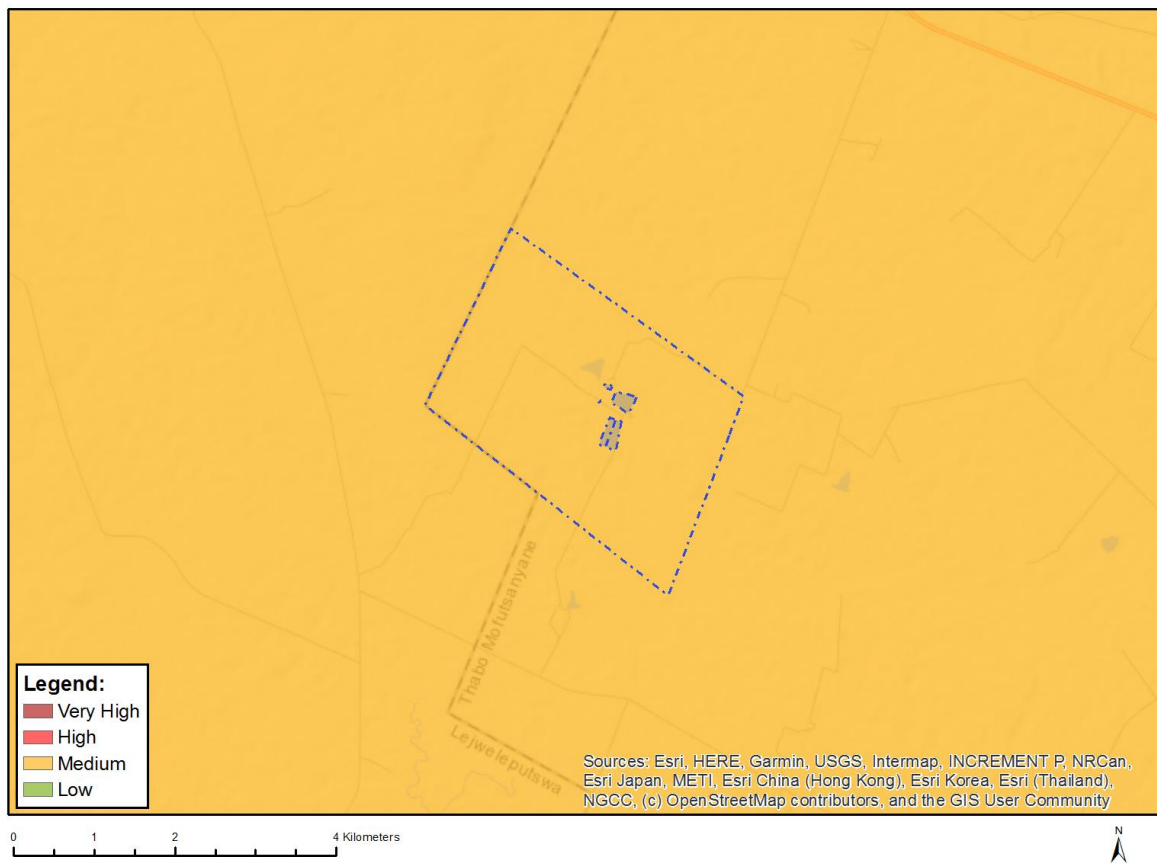 Thabo Mofutsanyane
Lejweleputswa
Legend:
Very High
High
Medium
Low
Sources: Esri, HERE, Garmin, USGS, Intermap, INCREMENT P, NRCan,
Esri Japan, METI, Esri China (Hong Kong), Esri Korea, Esri (Thailand),
NGCC, (c) OpenStreetMap contributors, and the GIS User Community
0 1 2 4 Kilometers
N